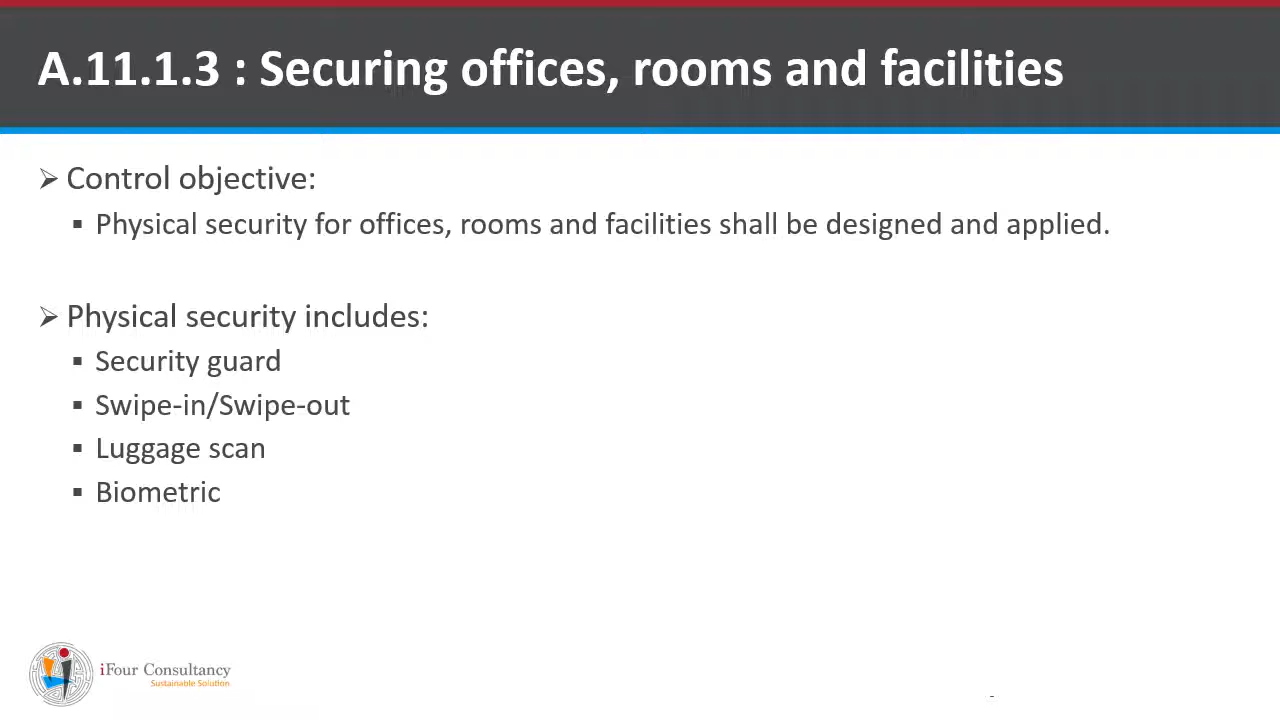 A.11.1.3 : Securing offices, rooms and facilities
Control objective:
Physical security for offices, rooms and facilities shall be designed and applied.
Physical security includes:
Security guard
Swipe-in/Swipe-out
Luggage scan
Biometric
iFour Consultancy
Sustainable Solution